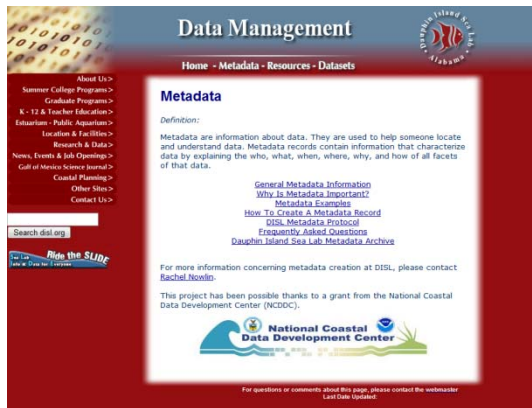 Data Management
Dauphin Island Sea Lab
Alabama
Home - Metadata - Resources - Datasets
About Us>
Summer College Programs>
Graduate Programs>
K - 12 & Teacher Education>
Estuarium - Public Aquarium>
Location & Facilities>
Research & Data>
News, Events & Job Openings>
Gulf of Mexico Science Journal>
Coastal Planning>
Other Sites>
Contact Us>
Search disl.org
Ride the SLIDE
Metadata
Definition:
Metadata are information about data. They are used to help someone locate
and understand data. Metadata records contain information that characterize
data by explaining the who, what, when, where, why, and how of all facets
of that data.
General Metadata Information
Why Is Metadata Important?
Metadata Examples
How To Create A Metadata Record
DISL Metadata Protocol
Frequently Asked Questions
Dauphin Island Sea Lab Metadata Archive
For more information concerning metadata creation at DISL, please contact
Rachel Nowlin.
This project has been possible thanks to a grant from the National Coastal
Data Development Center (NCDDC).
National Coastal
Data Development Center
For questions or comments about this page, please contact the webmaster
Last Date Updated: